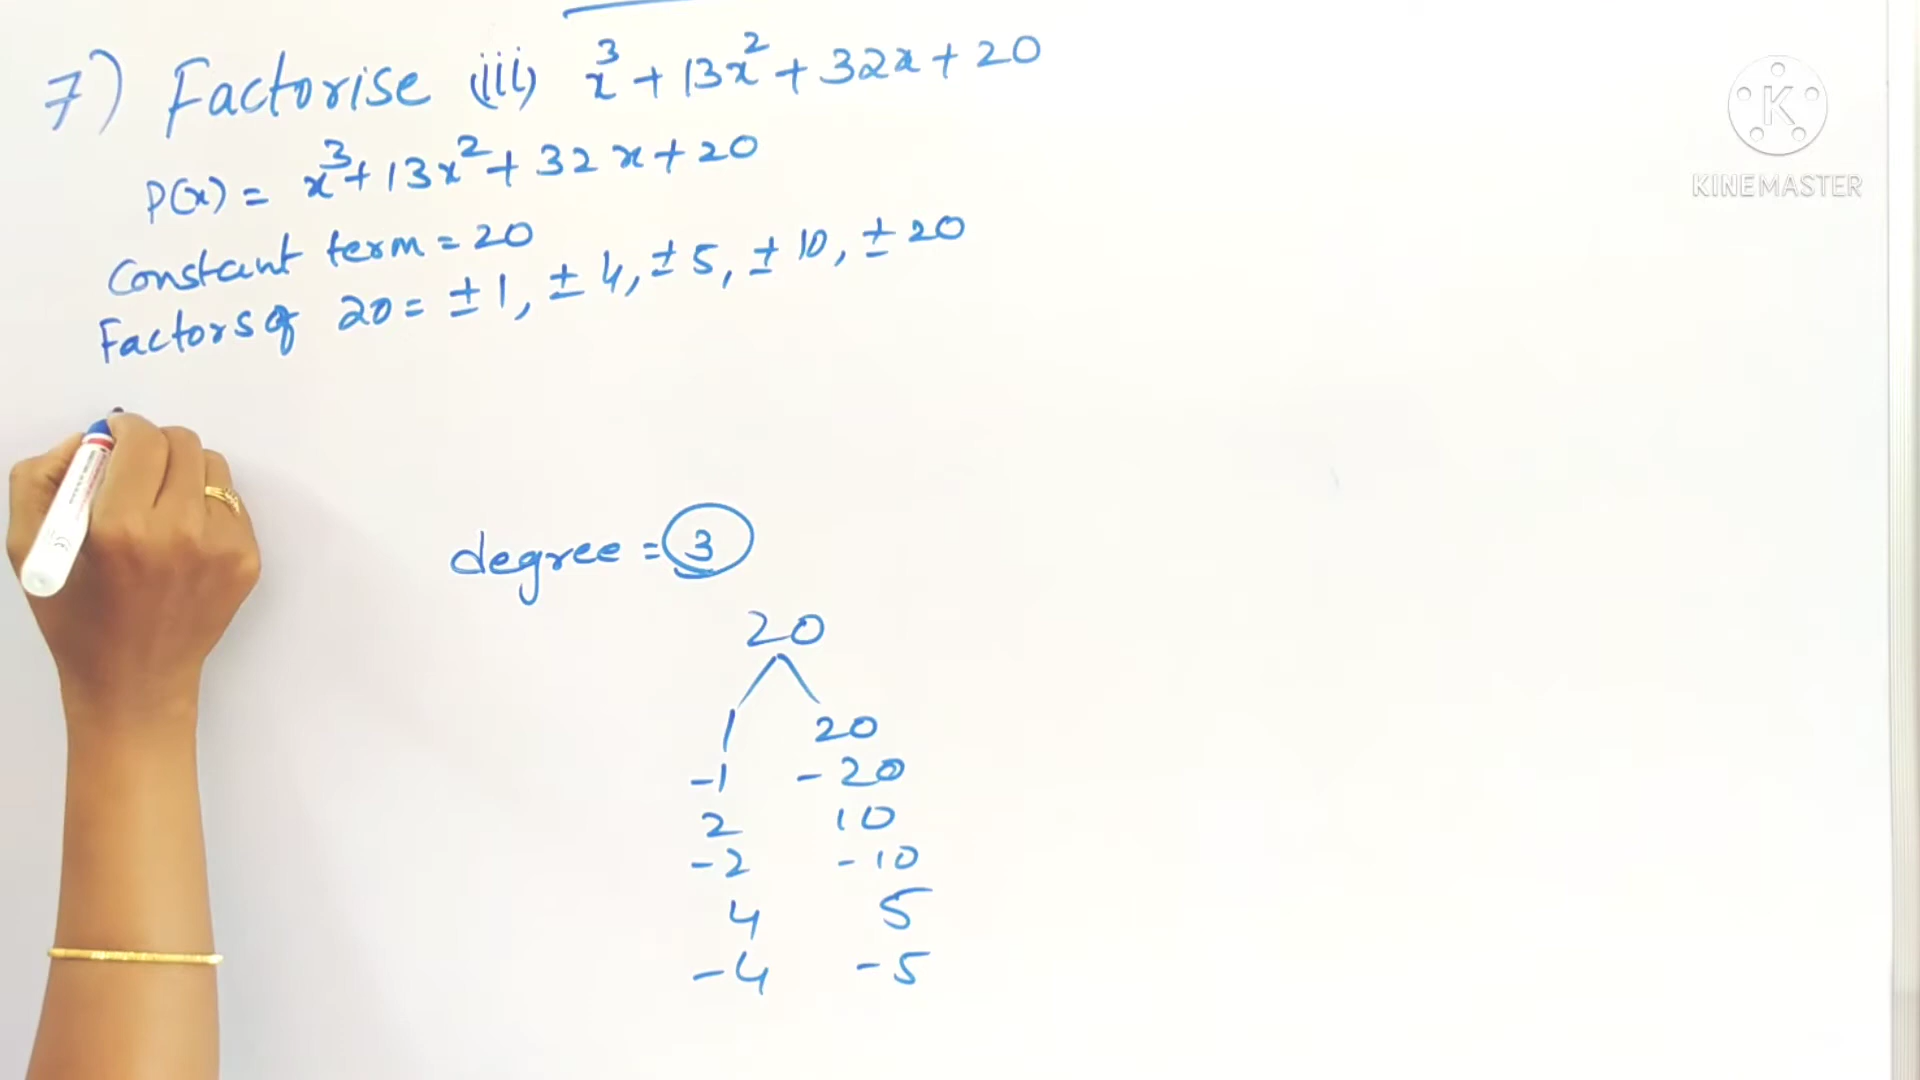 7) Factorise (iii) x³ + 13x² + 32x + 20
P(x) = x³ + 13x² + 32x + 20
Constant term = 20
Factors of 20 = ± 1, ± 4, ± 5, ± 10, ± 20
degree = 3
20
1 20
-1 -20
2 10
-2 -10
4 5
-4 -5
K
KINEMASTER